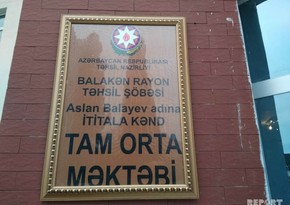 AZƏRBAYCAN RESPUBLİKASI
TƏHSİL NAZİRLİYİ
BALAKƏN RAYON
TƏHSİL ŞÖBƏSİ
Aslan Balayev adına
İTİTALA KƏND
TAM ORTA
MƏKTƏBİ
REPORT